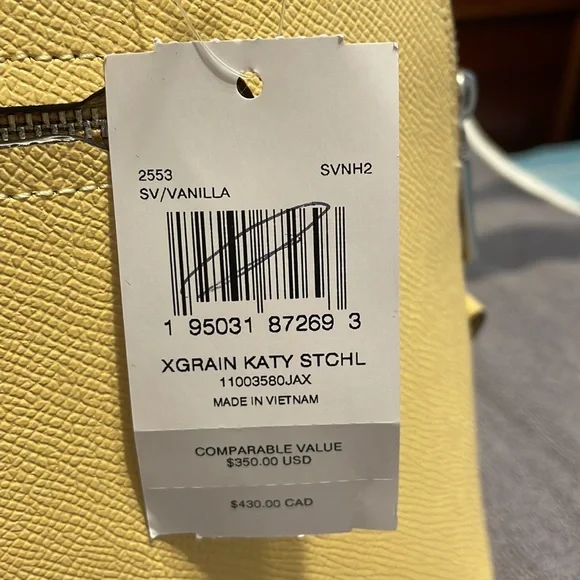 2553 SVNH2
SV/VANILLA
1 95031 87269 3
XGRAIN KATY STCHL
11003580JAX
MADE IN VIETNAM
COMPARABLE VALUE
$350.00 USD
$430.00 CAD